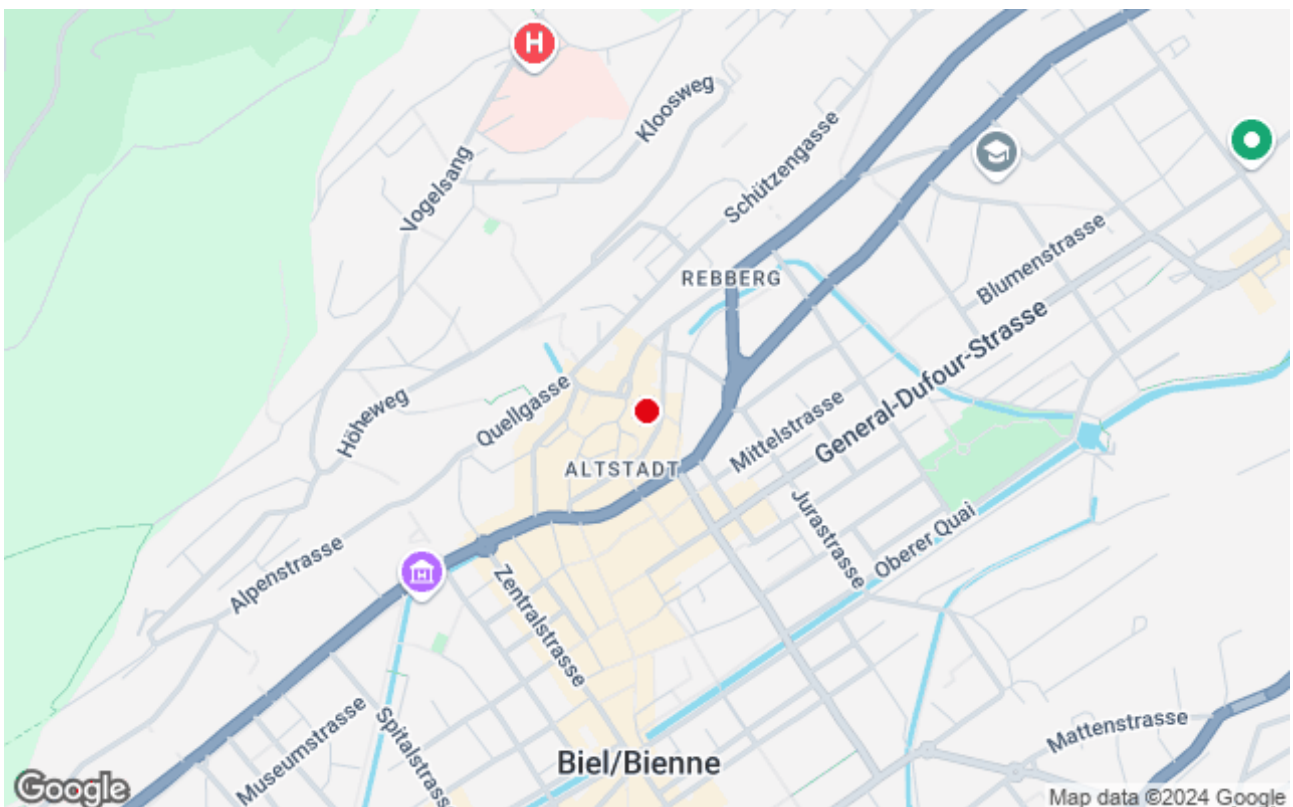 H
Kloosweg
Vogelsang
Schützengasse
REBBERG
Blumenstrasse
General-Dufour-Strasse
Höheweg
Quellgasse
Mittelstrasse
ALTSTADT
Jurastrasse
Oberer Quai
Alpenstrasse
Zentralstrasse
Museumstrasse
Spitalstrass
Mattenstrasse
Biel/Bienne
Google
Map data ©2024 Google